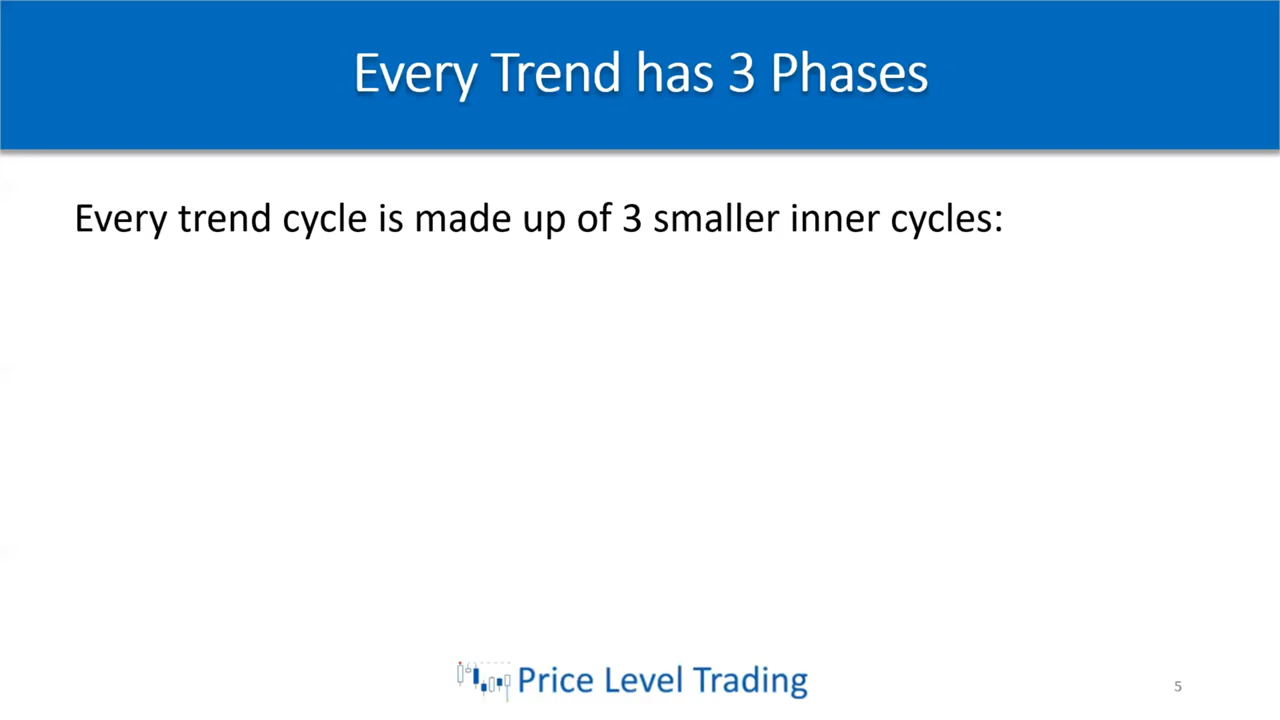 Every Trend has 3 Phases
Every trend cycle is made up of 3 smaller inner cycles:
Price Level Trading
5